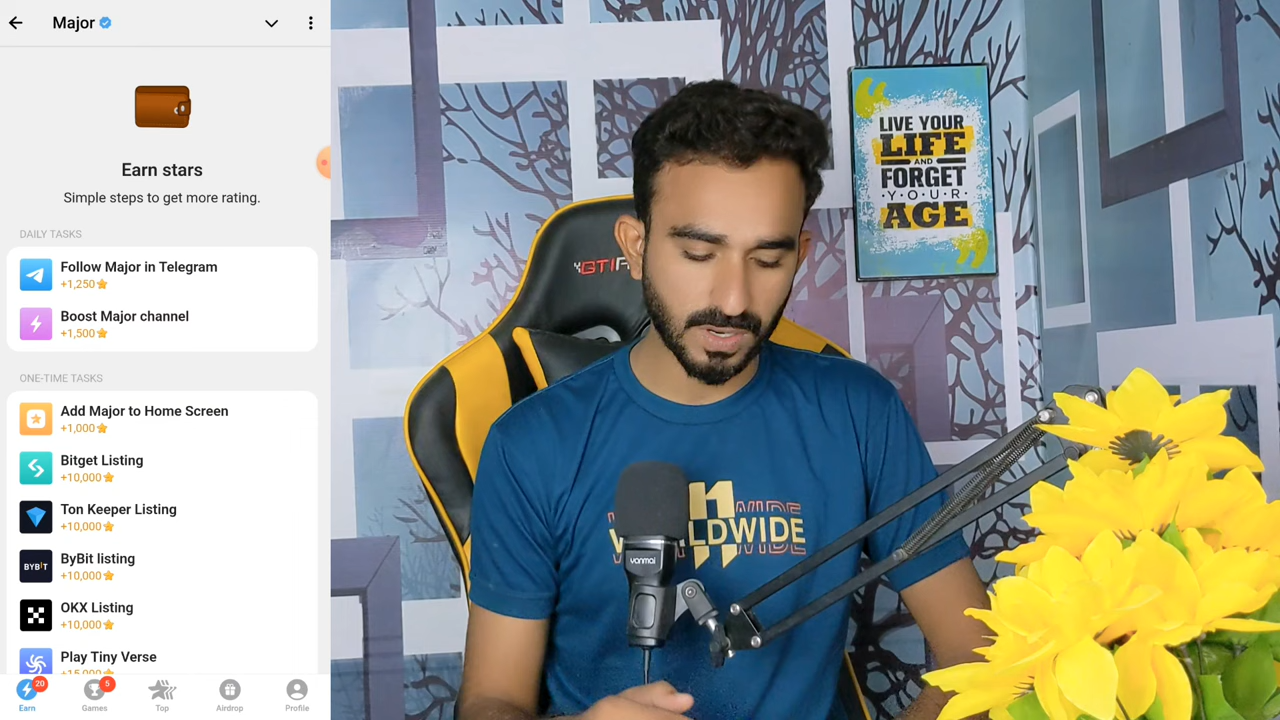 Major
Earn stars
Simple steps to get more rating.
DAILY TASKS
Follow Major in Telegram
+1,250
Boost Major channel
+1,500
ONE-TIME TASKS
Add Major to Home Screen
+1,000
Bitget Listing
+10,000
Ton Keeper Listing
+10,000
BYBIT
ByBit listing
+10,000
OKX Listing
+10,000
Play Tiny Verse
+15,000
20
5
Earn
Games
Top
Airdrop
Profile
LIVE YOUR
LIFE
AND
FORGET
YOUR
AGE
yanmai